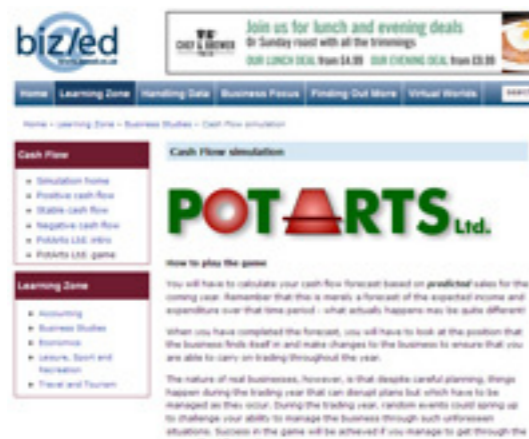 biz/ed
Join us for lunch and evening deals
Or Sunday roast with all the trimmings
CHEF & BREWER
OUR LUNCH DEAL from £4.99 OUR EVENING DEAL from £9.99
Home Learning Zone Handling Data Business Focus Finding Out More Virtual Worlds
Home - Learning Zone - Business Studies - Cash Flow simulation
Cash Flow
Simulation home
Positive cash flow
Stable cash flow
Negative cash flow
PotArts Ltd. intro
PotArts Ltd. game
Learning Zone
Accounting
Business Studies
Economics
Leisure, Sport and
Recreation
Travel and Tourism
Cash Flow simulation
POTARTS Ltd.
How to play the game
You will have to calculate your cash flow forecast based on predicted sales for the
coming year. Remember that this is merely a forecast of the expected income and
expenditure over that time period - what actually happens may be quite different!
When you have completed the forecast, you will have to look at the position that
the business finds itself in and make changes to the business to ensure that you
are able to carry on trading throughout the year.
The nature of real businesses, however, is that despite careful planning, things
happen during the trading year that can disrupt plans but which have to be
managed as they occur. During the trading year, random events could spring up
to challenge your ability to manage the business through such unforeseen
situations. Success in the game will be achieved if you manage to get through the